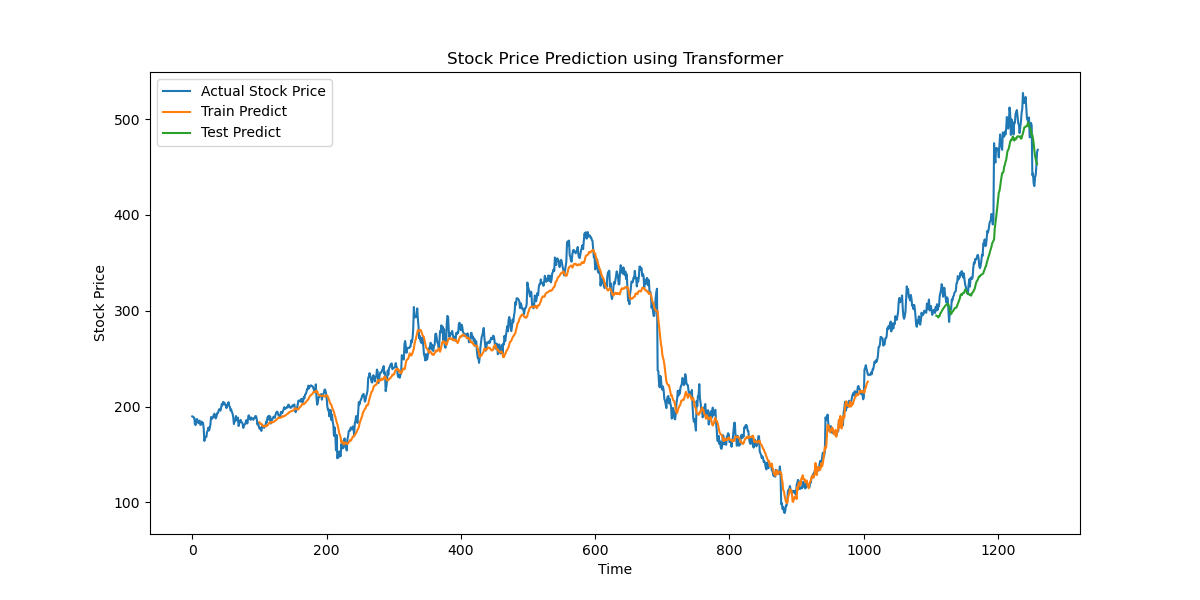 Stock Price Prediction using Transformer
Actual Stock Price
Train Predict
Test Predict
Stock Price
500
400
300
200
100
0 200 400 600 800 1000 1200
Time